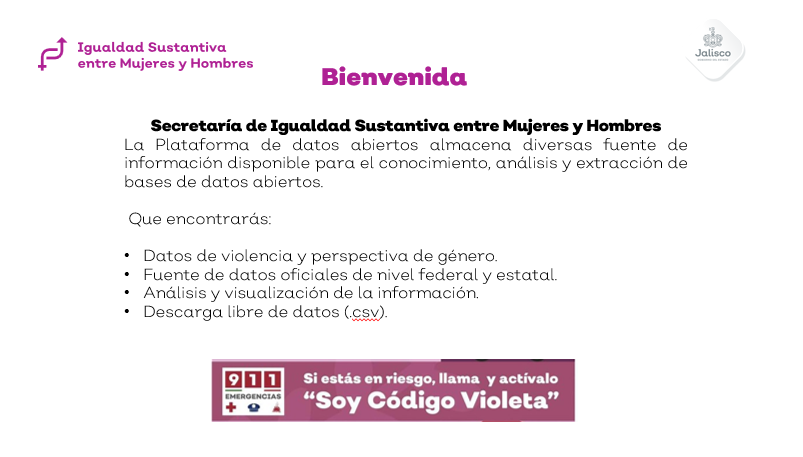 Igualdad Sustantiva
entre Mujeres y Hombres
Jalisco
Bienvenida
Secretaría de Igualdad Sustantiva entre Mujeres y Hombres
La Plataforma de datos abiertos almacena diversas fuente de
información disponible para el conocimiento, análisis y extracción de
bases de datos abiertos.
Que encontrarás:
• Datos de violencia y perspectiva de género.
• Fuente de datos oficiales de nivel federal y estatal.
• Análisis y visualización de la información.
• Descarga libre de datos (.csv).
911
EMERGENCIAS
Si estás en riesgo, llama y actívalo
“Soy Código Violeta”